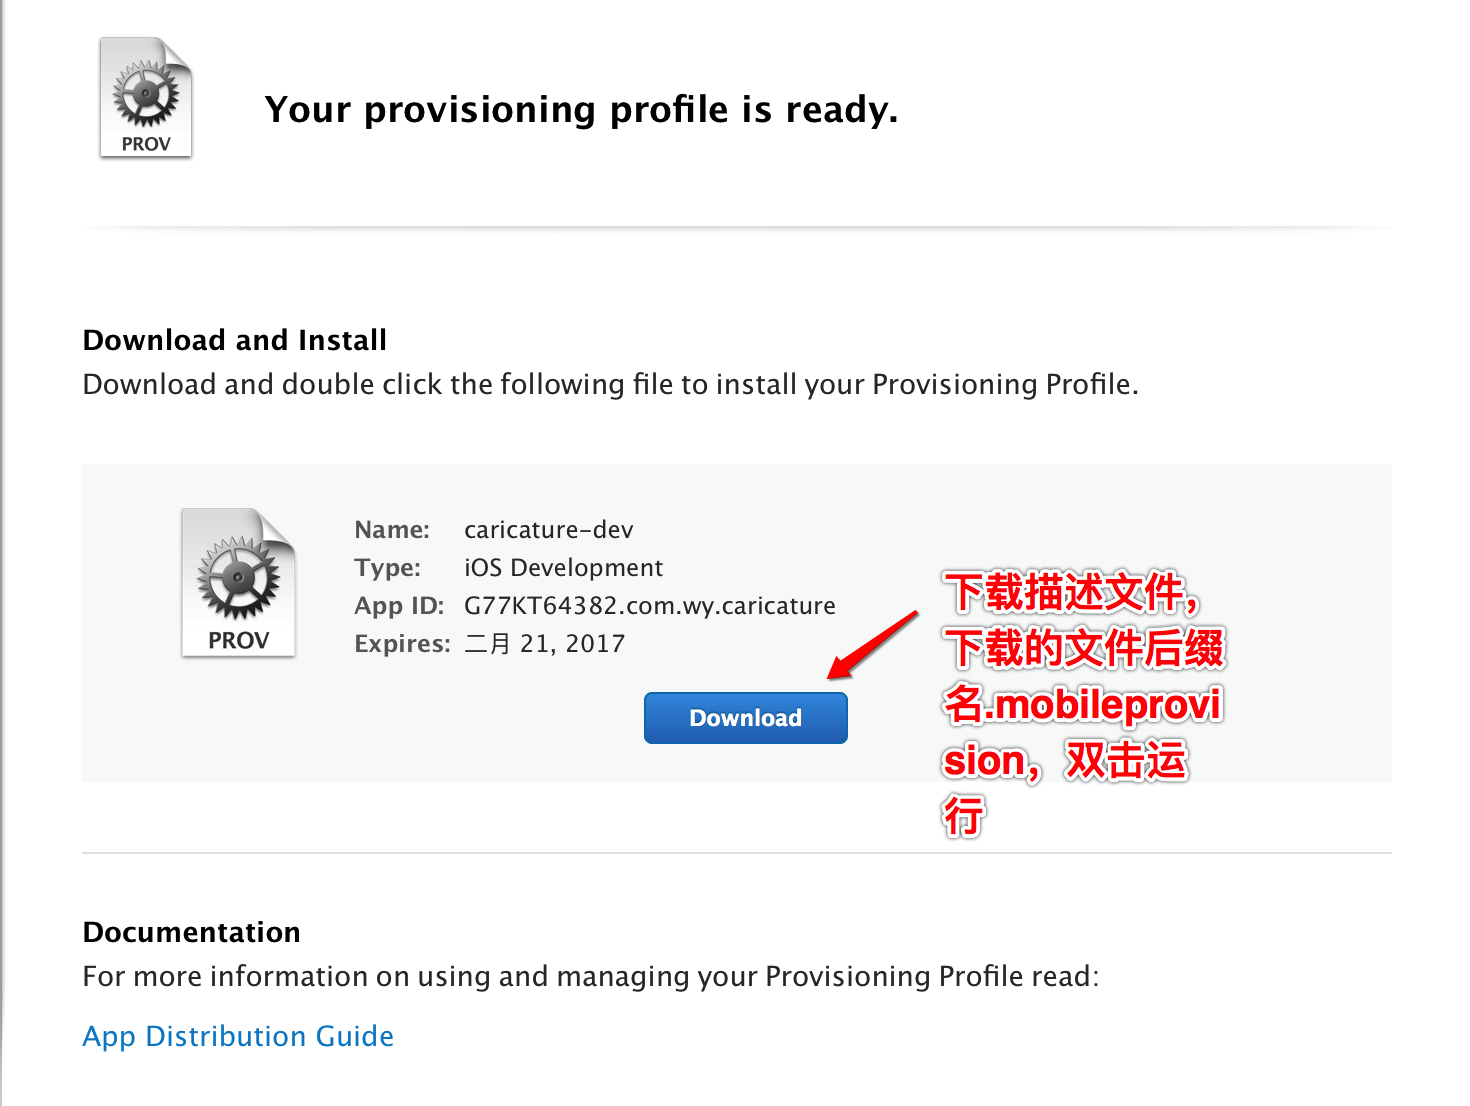 PROV
Your provisioning profile is ready.
Download and Install
Download and double click the following file to install your Provisioning Profile.
PROV
Name: caricature-dev
Type: iOS Development
App ID: G77KT64382.com.wy.caricature
Expires: 二月 21, 2017
Download
下载描述文件，
下载的文件后缀
名.mobileprovi
sion，双击运
行
Documentation
For more information on using and managing your Provisioning Profile read:
App Distribution Guide